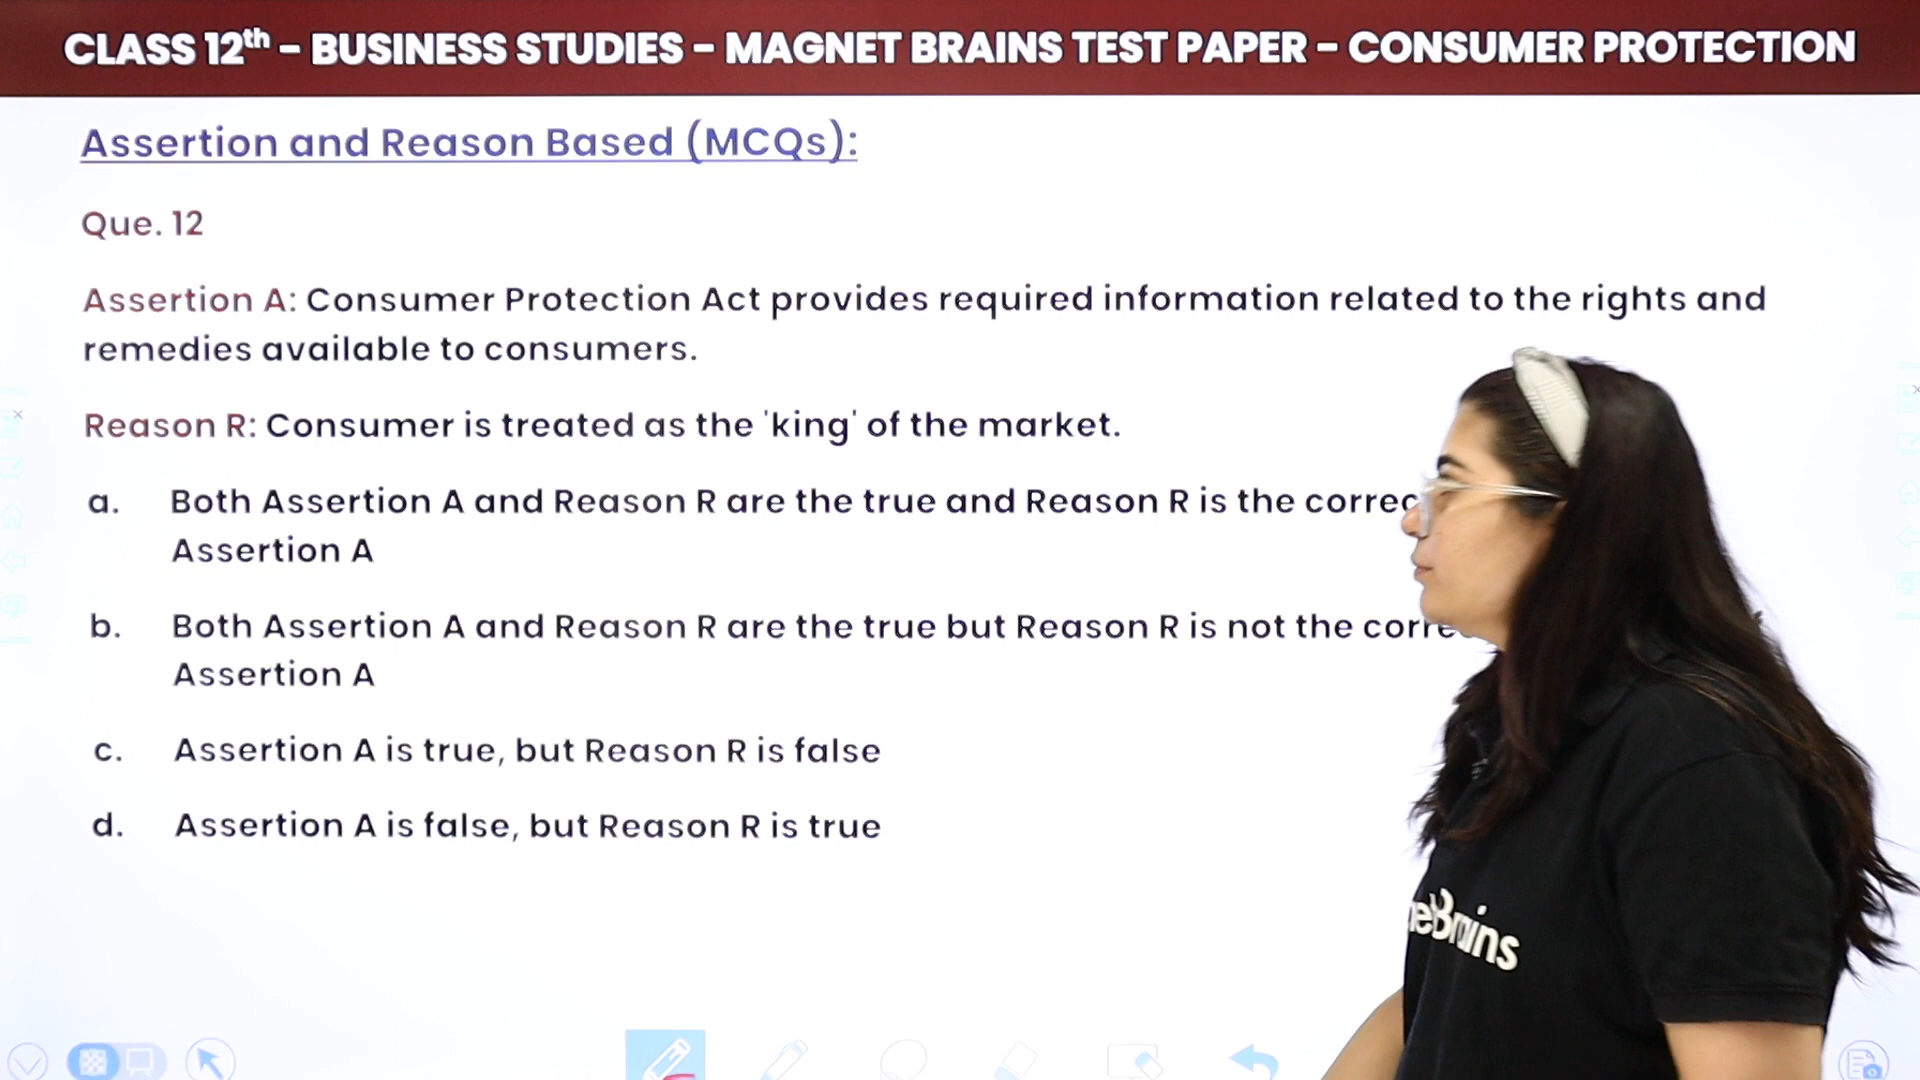 CLASS 12th – BUSINESS STUDIES – MAGNET BRAINS TEST PAPER – CONSUMER PROTECTION
Assertion and Reason Based (MCQs):
Que. 12
Assertion A: Consumer Protection Act provides required information related to the rights and
remedies available to consumers.
Reason R: Consumer is treated as the 'king' of the market.
a. Both Assertion A and Reason R are the true and Reason R is the
Assertion A
b. Both Assertion A and Reason R are the true but Reason R is not the
Assertion A
c. Assertion A is true, but Reason R is false
d. Assertion A is false, but Reason R is true
Brains